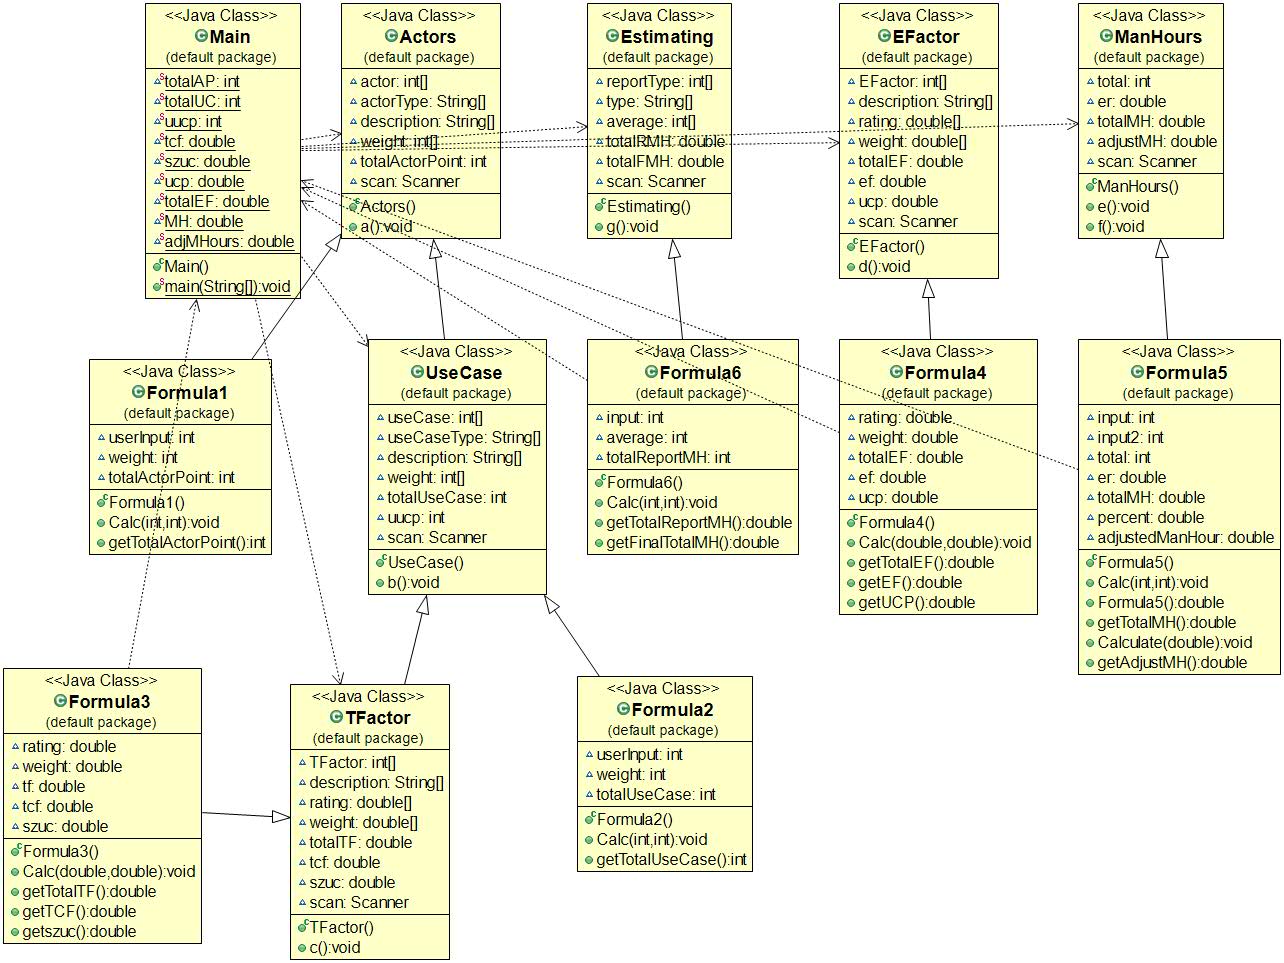 <<Java Class>>
Main
(default package)
totalAP: int
totalUC: int
uucp: int
tcf: double
szuc: double
ucp: double
totalEF: double
MH: double
adjMHours: double
Main()
main(String[]):void
<<Java Class>>
Actors
(default package)
actor: int[]
actorType: String[]
description: String[]
weight: int[]
totalActorPoint: int
scan: Scanner
Actors()
a():void
<<Java Class>>
Estimating
(default package)
reportType: int[]
type: String[]
average: int[]
totalRMH: double
totalFMH: double
scan: Scanner
Estimating()
g():void
<<Java Class>>
EFactor
(default package)
EFactor: int[]
description: String[]
rating: double[]
weight: double[]
totalEF: double
ef: double
ucp: double
scan: Scanner
EFactor()
d():void
<<Java Class>>
ManHours
(default package)
total: int
er: double
totalMH: double
adjustMH: double
scan: Scanner
ManHours()
e():void
f():void
<<Java Class>>
Formula1
(default package)
userInput: int
weight: int
totalActorPoint: int
Formula1()
Calc(int,int):void
getTotalActorPoint():int
<<Java Class>>
UseCase
(default package)
useCase: int[]
useCaseType: String[]
description: String[]
weight: int[]
totalUseCase: int
uucp: int
scan: Scanner
UseCase()
b():void
<<Java Class>>
Formula6
(default package)
input: int
average: int
totalReportMH: int
Formula6()
Calc(int,int):void
getTotalReportMH():double
getFinalTotalMH():double
<<Java Class>>
Formula4
(default package)
rating: double
weight: double
totalEF: double
ef: double
ucp: double
Formula4()
Calc(double,double):void
getTotalEF():double
getEF():double
getUCP():double
<<Java Class>>
Formula5
(default package)
input: int
input2: int
total: int
er: double
totalMH: double
percent: double
adjustedManHour: double
Formula5()
Calc(int,int):void
Formula5():double
getTotalMH():double
Calculate(double):void
getAdjustMH():double
<<Java Class>>
Formula3
(default package)
rating: double
weight: double
tf: double
tcf: double
szuc: double
Formula3()
Calc(double,double):void
getTotalTF():double
getTCF():double
getszuc():double
<<Java Class>>
TFactor
(default package)
TFactor: int[]
description: String[]
rating: double[]
weight: double[]
totalTF: double
tcf: double
szuc: double
scan: Scanner
TFactor()
c():void
<<Java Class>>
Formula2
(default package)
userInput: int
weight: int
totalUseCase: int
Formula2()
Calc(int,int):void
getTotalUseCase():int